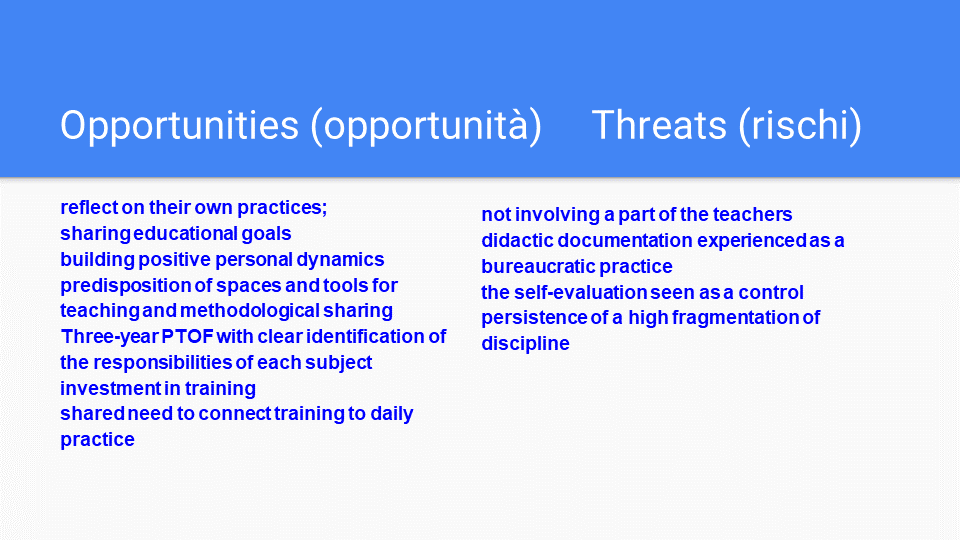 Opportunities (opportunità) Threats (rischi)
reflect on their own practices;
sharing educational goals
building positive personal dynamics
predisposition of spaces and tools for
teaching and methodological sharing
Three-year PTOF with clear identification of
the responsibilities of each subject
investment in training
shared need to connect training to daily
practice
not involving a part of the teachers
didactic documentation experienced as a
bureaucratic practice
the self-evaluation seen as a control
persistence of a high fragmentation of
discipline